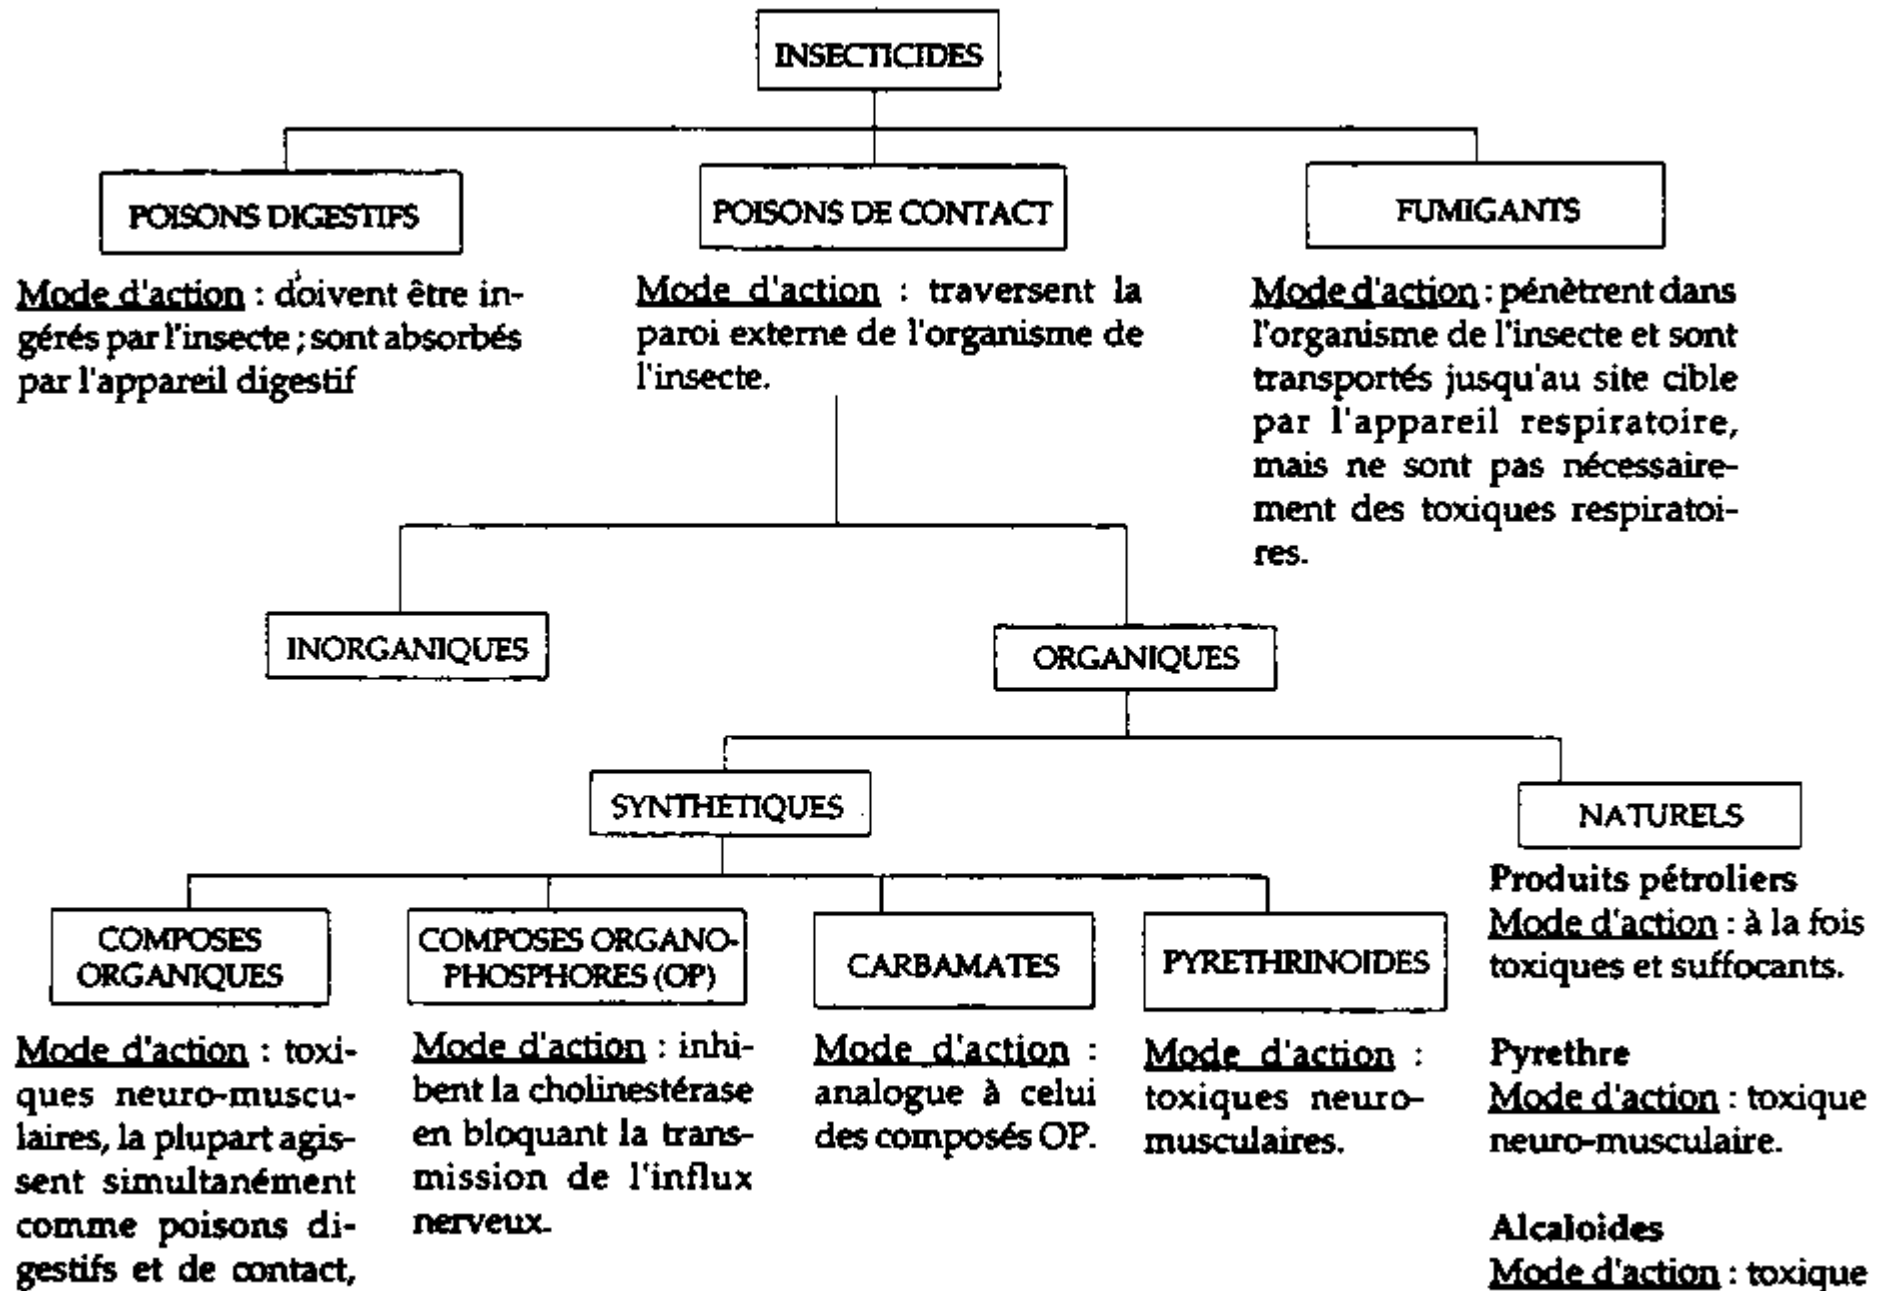 INSECTICIDES
POISONS DIGESTIFS
Mode d'action : doivent être in-
gérés par l'insecte ; sont absorbés
par l'appareil digestif
POISONS DE CONTACT
Mode d'action : traversent la
paroi externe de l'organisme de
l'insecte.
FUMIGANTS
Mode d'action : pénètrent dans
l'organisme de l'insecte et sont
transportés jusqu'au site cible
par l'appareil respiratoire,
mais ne sont pas nécessaire-
ment des toxiques respiratoi-
res.
INORGANIQUES
ORGANIQUES
SYNTHETIQUES
NATURELS
COMPOSES
ORGANIQUES
Mode d'action : toxi-
ques neuro-muscu-
laires, la plupart agis-
sent simultanément
comme poisons di-
gestifs et de contact,
COMPOSES ORGANO-
PHOSPHORES (OP)
Mode d'action : inhi-
bent la cholinestérase
en bloquant la trans-
mission de l'influx
nerveux.
CARBAMATES
Mode d'action :
analogue à celui
des composés OP.
PYRETHRINOIDES
Mode d'action :
toxiques neuro-
musculaires.
Produits pétroliers
Mode d'action : à la fois
toxiques et suffocants.
Pyrethre
Mode d'action : toxique
neuro-musculaire.
Alcaloides
Mode d'action : toxique